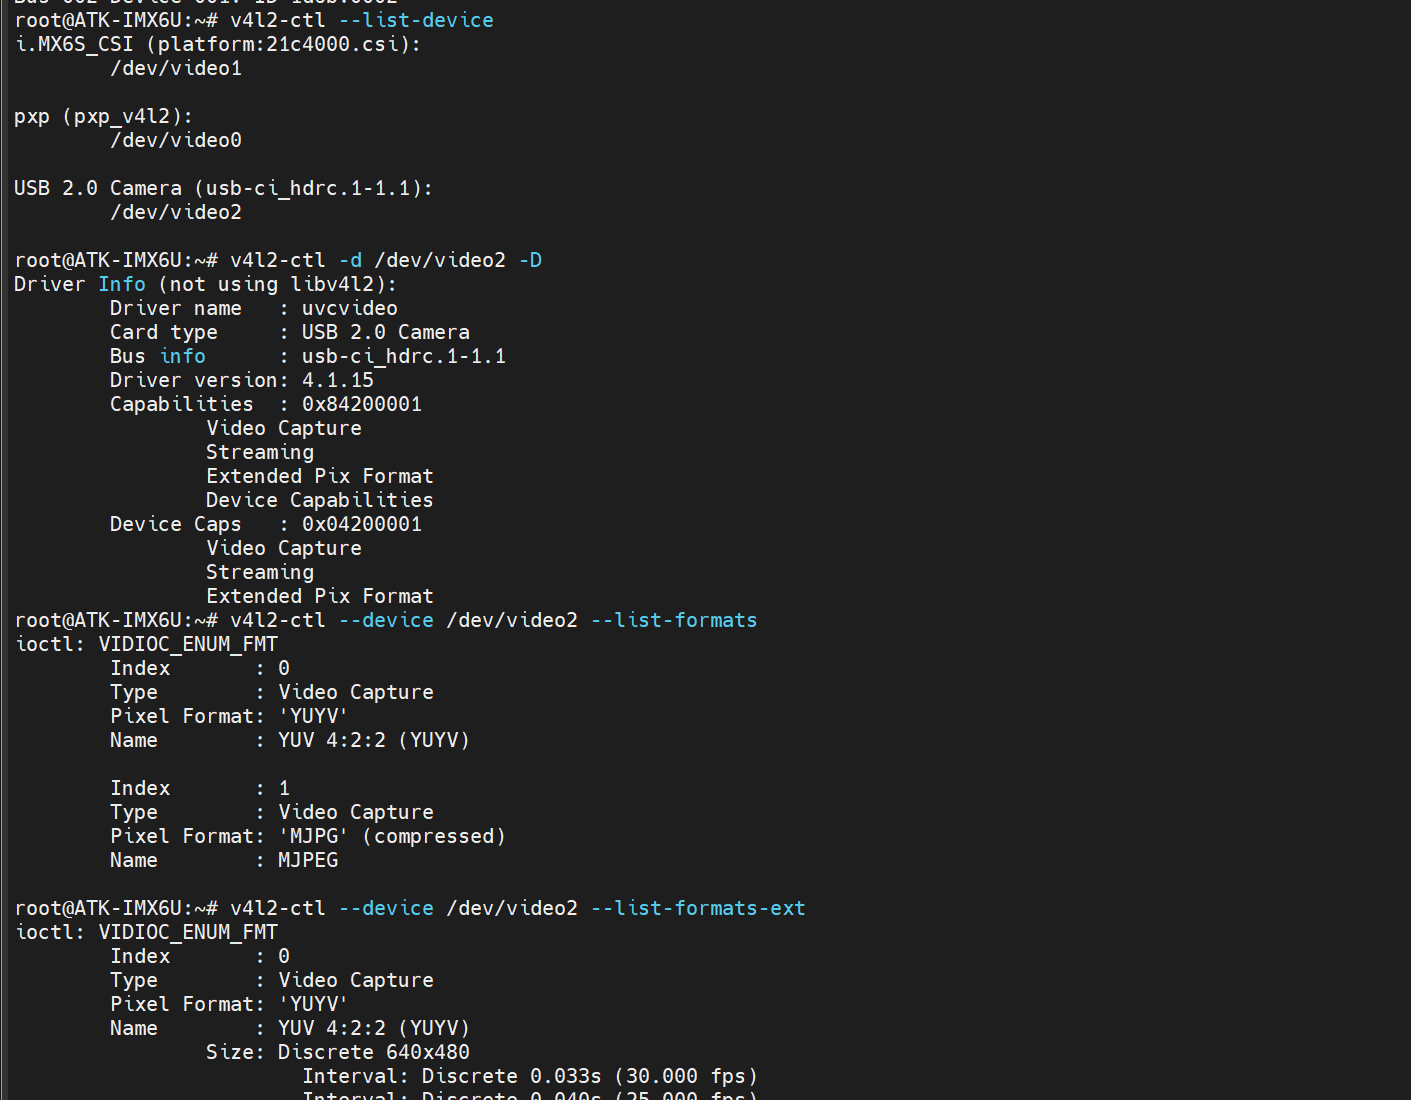 root@ATK-IMX6U:~# v4l2-ctl --list-device
i.MX6S_CSI (platform:21c4000.csi):
        /dev/video1

pxp (pxp_v4l2):
        /dev/video0

USB 2.0 Camera (usb-ci_hdrc.1-1.1):
        /dev/video2

root@ATK-IMX6U:~# v4l2-ctl -d /dev/video2 -D
Driver Info (not using libv4l2):
        Driver name   : uvcvideo
        Card type     : USB 2.0 Camera
        Bus info      : usb-ci_hdrc.1-1.1
        Driver version: 4.1.15
        Capabilities  : 0x84200001
                Video Capture
                Streaming
                Extended Pix Format
                Device Capabilities
        Device Caps   : 0x04200001
                Video Capture
                Streaming
                Extended Pix Format
root@ATK-IMX6U:~# v4l2-ctl --device /dev/video2 --list-formats
ioctl: VIDIOC_ENUM_FMT
        Index       : 0
        Type        : Video Capture
        Pixel Format: 'YUYV'
        Name        : YUV 4:2:2 (YUYV)

        Index       : 1
        Type        : Video Capture
        Pixel Format: 'MJPG' (compressed)
        Name        : MJPEG

root@ATK-IMX6U:~# v4l2-ctl --device /dev/video2 --list-formats-ext
ioctl: VIDIOC_ENUM_FMT
        Index       : 0
        Type        : Video Capture
        Pixel Format: 'YUYV'
        Name        : YUV 4:2:2 (YUYV)
                Size: Discrete 640x480
                        Interval: Discrete 0.033s (30.000 fps)
                        Interval: Discrete 0.040s (25.000 fps)